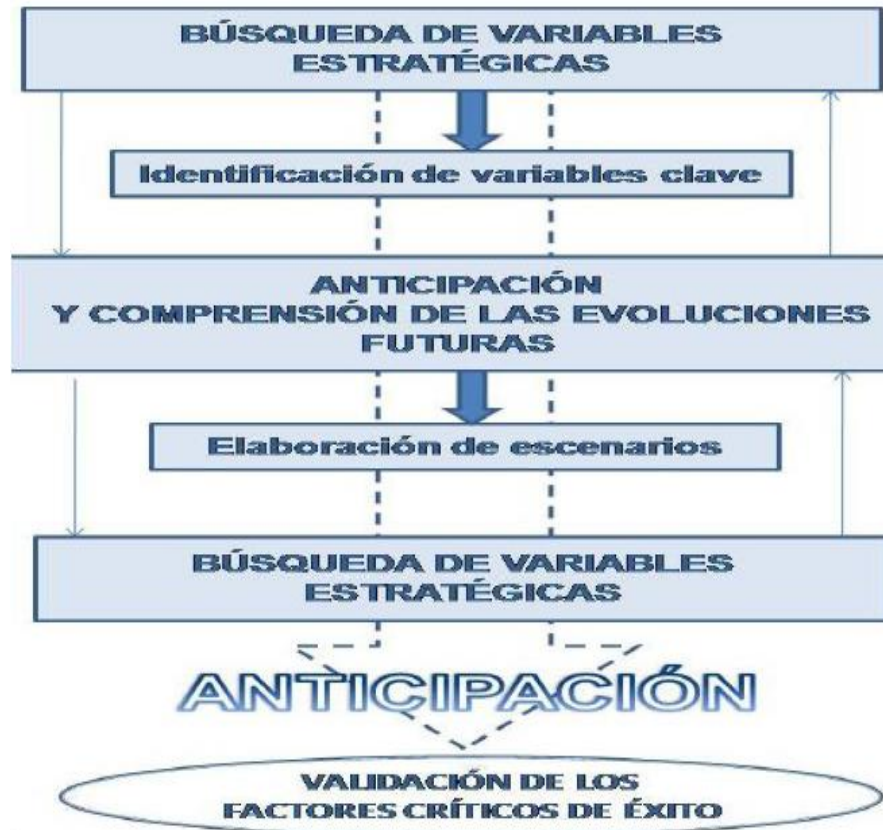 BÚSQUEDA DE VARIABLES
ESTRATÉGICAS
Identificación de variables clave
ANTICIPACIÓN
Y COMPRENSIÓN DE LAS EVOLUCIONES
FUTURAS
Elaboración de escenarios
BÚSQUEDA DE VARIABLES
ESTRATÉGICAS
ANTICIPACIÓN
VALIDACIÓN DE LOS
FACTORES CRÍTICOS DE ÉXITO